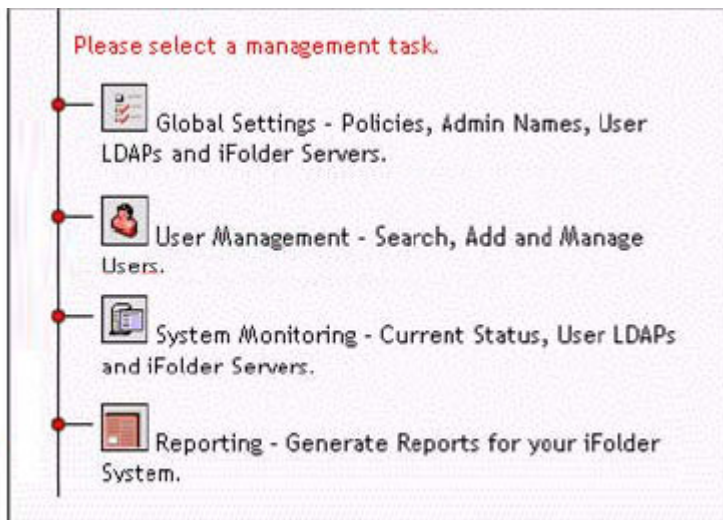 Please select a management task.
Global Settings - Policies, Admin Names, User
LDAPs and iFolder Servers.
User Management - Search, Add and Manage
Users.
System Monitoring - Current Status, User LDAPs
and iFolder Servers.
Reporting - Generate Reports for your iFolder
System.